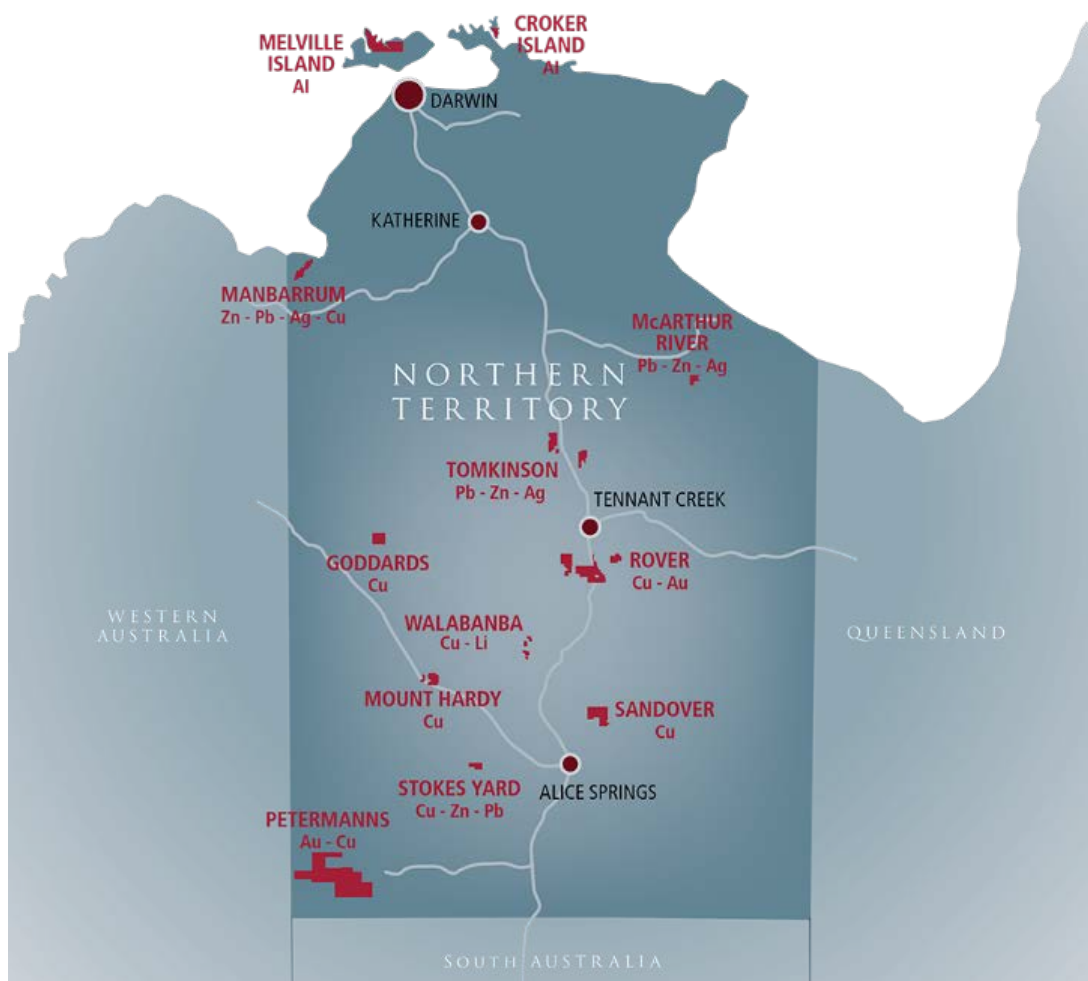 MELVILLE
ISLAND
Al
CROKER
ISLAND
Al
DARWIN
KATHERINE
MANBARRUM
Zn - Pb - Ag - Cu
McARTHUR
RIVER
Pb - Zn - Ag
NORTHERN
TERRITORY
TOMKINSON
Pb - Zn - Ag
TENNANT CREEK
GODDARDS
Cu
ROVER
Cu - Au
WESTERN
AUSTRALIA
WALABANBA
Cu - Li
QUEENSLAND
MOUNT HARDY
Cu
SANDOVER
Cu
STOKES YARD
Cu - Zn - Pb
ALICE SPRINGS
PETERMANNS
Au - Cu
SOUTH AUSTRALIA